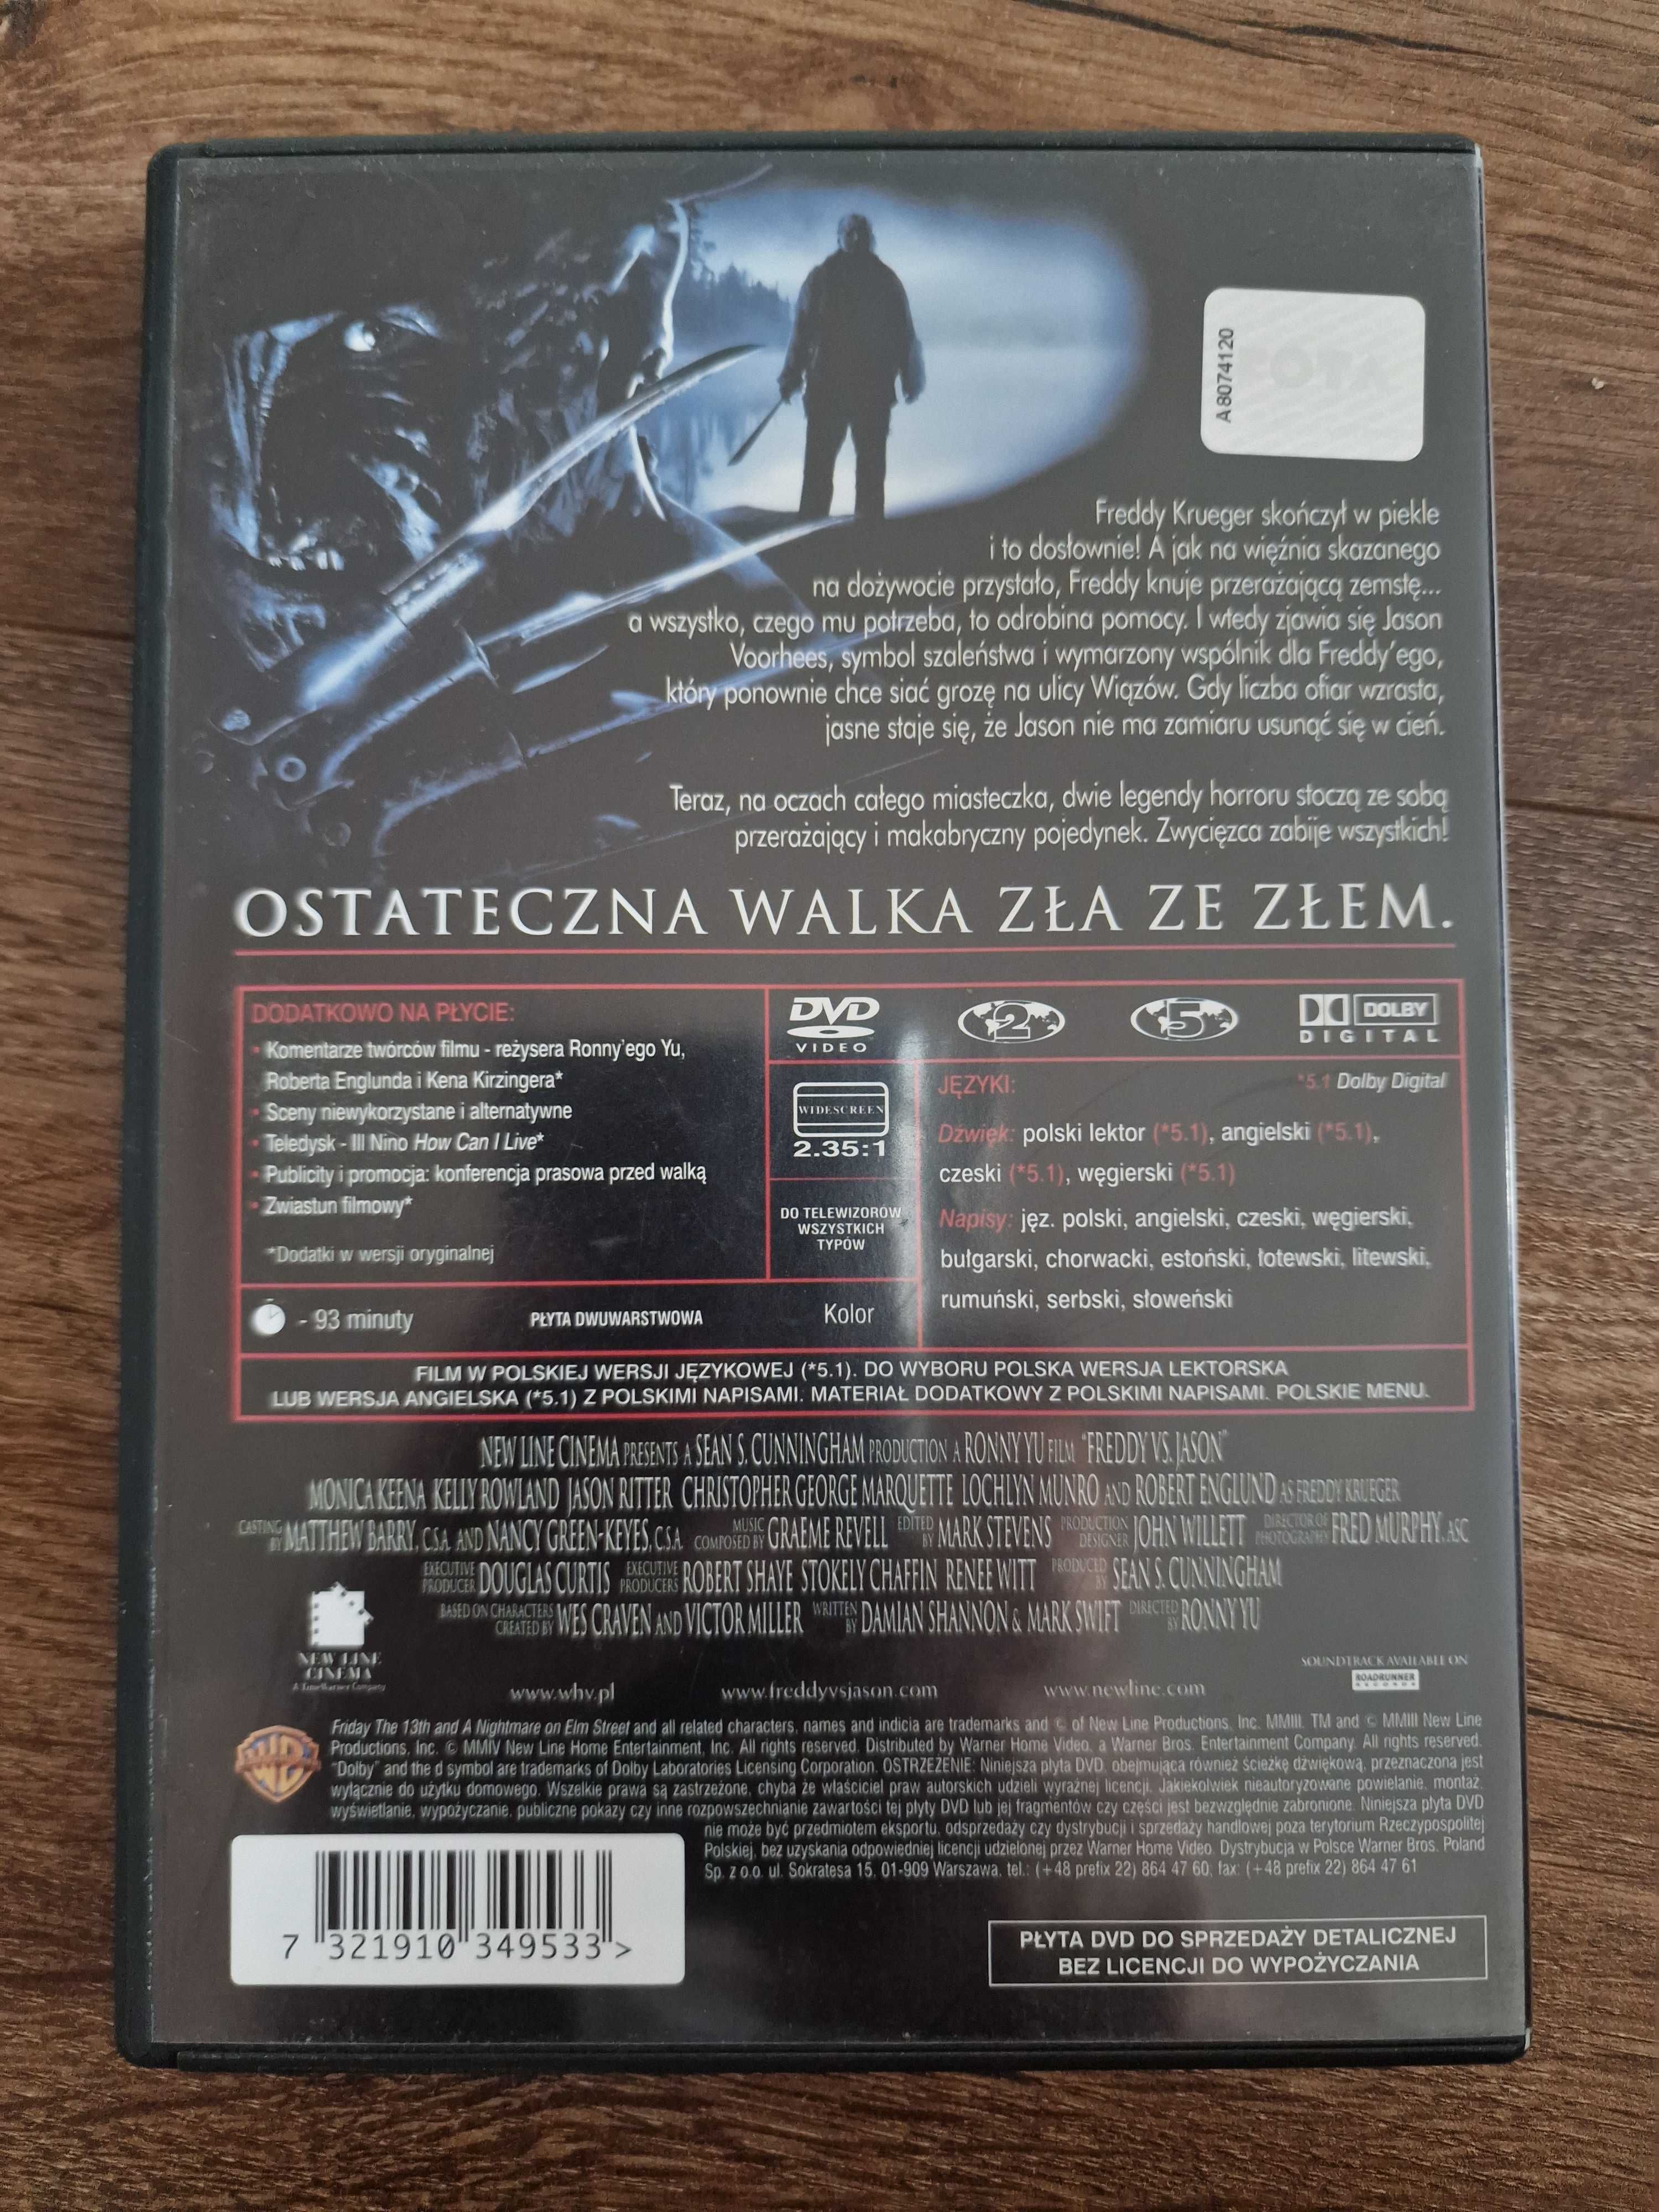 A8074120
Freddy Krueger skończył w piekle
i to dosłownie! A jak na więźnia skazanego
na dożywocie przystało, Freddy knuje przerażającą zemstę...
a wszystko, czego mu potrzeba, to odrobina pomocy. I wtedy zjawia się Jason
Voorhees, symbol szaleństwa i wymarzony wspólnik dla Freddy'ego,
który ponownie chce siać grozę na ulicy Wiązów. Gdy liczba ofiar wzrasta,
jasne staje się, że Jason nie ma zamiaru usunąć się w cień.
Teraz, na oczach całego miasteczka, dwie legendy horroru stoczą ze sobą
przerażający i makabryczny pojedynek. Zwycięzca zabije wszystkich!
OSTATECZNA WALKA ZŁA ZE ZŁEM.
DODATKOWO NA PŁYCIE:
• Komentarze twórców filmu - reżysera Ronny'ego Yu,
Roberta Englunda i Kena Kirzingera*
• Sceny niewykorzystane i alternatywne
• Teledysk - Ill Nino How Can I Live*
• Publicity i promocja: konferencja prasowa przed walką
• Zwiastun filmowy*
*Dodatki w wersji oryginalnej
DVD
VIDEO
2
5
DOLBY
DIGITAL
WIDESCREEN
2.35:1
DO TELEWIZORÓW
WSZYSTKICH
TYPÓW
JĘZYKI: *5.1 Dolby Digital
Dźwięk: polski lektor (*5.1), angielski (*5.1),
czeski (*5.1), węgierski (*5.1)
Napisy: jęz. polski, angielski, czeski, węgierski,
bułgarski, chorwacki, estoński, łotewski, litewski,
rumuński, serbski, słoweński
- 93 minuty PŁYTA DWUWARSTWOWA Kolor
FILM W POLSKIEJ WERSJI JĘZYKOWEJ (*5.1). DO WYBORU POLSKA WERSJA LEKTORSKA
LUB WERSJA ANGIELSKA (*5.1) Z POLSKIMI NAPISAMI. MATERIAŁ DODATKOWY Z POLSKIMI NAPISAMI. POLSKIE MENU.
NEW LINE CINEMA PRESENTS A SEAN S. CUNNINGHAM PRODUCTION A RONNY YU FILM "FREDDY VS. JASON"
MONICA KEENA KELLY ROWLAND JASON RITTER CHRISTOPHER GEORGE MARQUETTE LOCHLYN MUNRO AND ROBERT ENGLUND AS FREDDY KRUEGER
CASTING BY MATTHEW BARRY, C.S.A. AND NANCY GREEN-KEYES, C.S.A. MUSIC COMPOSED BY GRAEME REVELL EDITED BY MARK STEVENS PRODUCTION DESIGNER JOHN WILLETT DIRECTOR OF PHOTOGRAPHY FRED MURPHY, ASC
EXECUTIVE PRODUCER DOUGLAS CURTIS EXECUTIVE PRODUCERS ROBERT SHAYE STOKELY CHAFFIN RENEE WITT PRODUCED BY SEAN S. CUNNINGHAM
BASED ON CHARACTERS CREATED BY WES CRAVEN AND VICTOR MILLER WRITTEN BY DAMIAN SHANNON & MARK SWIFT DIRECTED BY RONNY YU
NEW LINE
CINEMA
A TimeWarner Company
www.whv.pl www.freddyvsjason.com www.newline.com
SOUNDTRACK AVAILABLE ON
ROADRUNNER
RECORDS
WB
Friday The 13th and A Nightmare on Elm Street and all related characters, names and indicia are trademarks and © of New Line Productions, Inc. MMIII. TM and © MMIII New Line
Productions, Inc. © MMIV New Line Home Entertainment, Inc. All rights reserved. Distributed by Warner Home Video, a Warner Bros. Entertainment Company. All rights reserved.
"Dolby" and the d symbol are trademarks of Dolby Laboratories Licensing Corporation. OSTRZEŻENIE: Niniejsza płyta DVD, obejmująca również ścieżkę dźwiękową, przeznaczona jest
wyłącznie do użytku domowego. Wszelkie prawa są zastrzeżone, chyba że właściciel praw autorskich udzieli wyraźnej licencji. Jakiekolwiek nieautoryzowane powielanie, montaż,
wyświetlanie, wypożyczanie, publiczne pokazy czy inne rozpowszechnianie zawartości tej płyty DVD lub jej fragmentów czy części jest bezwzględnie zabronione. Niniejsza płyta DVD
nie może być przedmiotem eksportu, odsprzedaży czy dystrybucji i sprzedaży handlowej poza terytorium Rzeczypospolitej
Polskiej, bez uzyskania odpowiedniej licencji udzielonej przez Warner Home Video. Dystrybucja w Polsce Warner Bros. Poland
Sp. z o.o. ul. Sokratesa 15, 01-909 Warszawa, tel.: (+48 prefix 22) 864 47 60, fax: (+48 prefix 22) 864 47 61
7 321910 349533 >
PŁYTA DVD DO SPRZEDAŻY DETALICZNEJ
BEZ LICENCJI DO WYPOŻYCZANIA